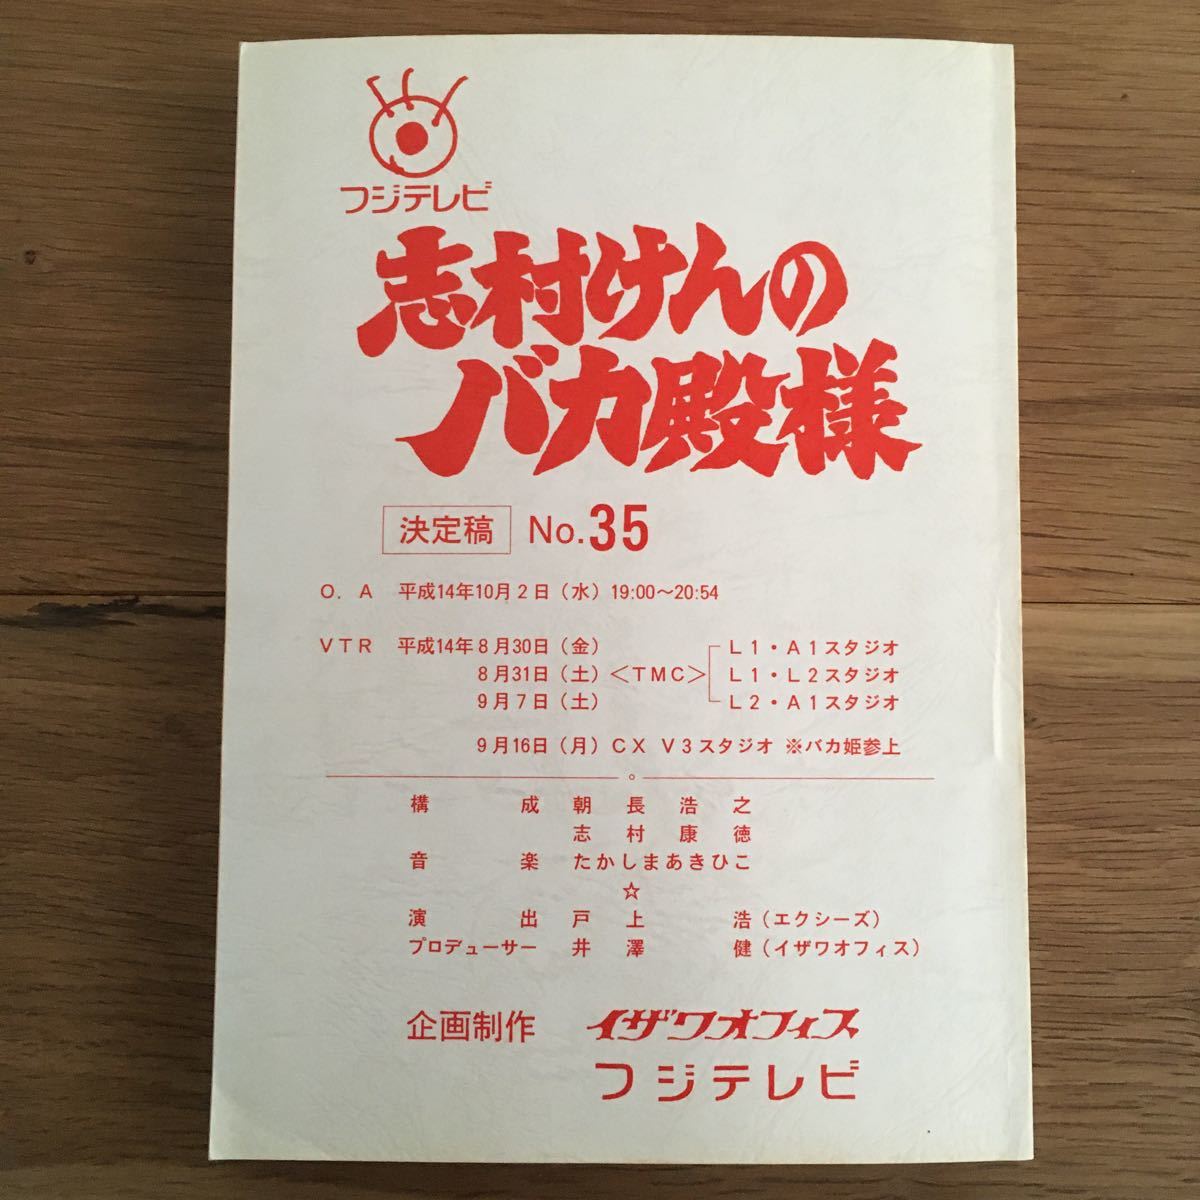 フジテレビ
志村けんの
バカ殿様
決定稿 No.35
O.A 平成14年10月2日（水）19:00～20:54
VTR 平成14年8月30日（金） L1・A1スタジオ
8月31日（土）＜TMC＞ L1・L2スタジオ
9月7日（土） L2・A1スタジオ
9月16日（月）CX V3スタジオ ※バカ姫参上
構成 朝長浩之
志村康徳
音楽 たかしまあきひこ
☆
演出 戸上浩（エクシーズ）
プロデューサー 井澤健（イザワオフィス）
企画制作 イザワオフィス
フジテレビ